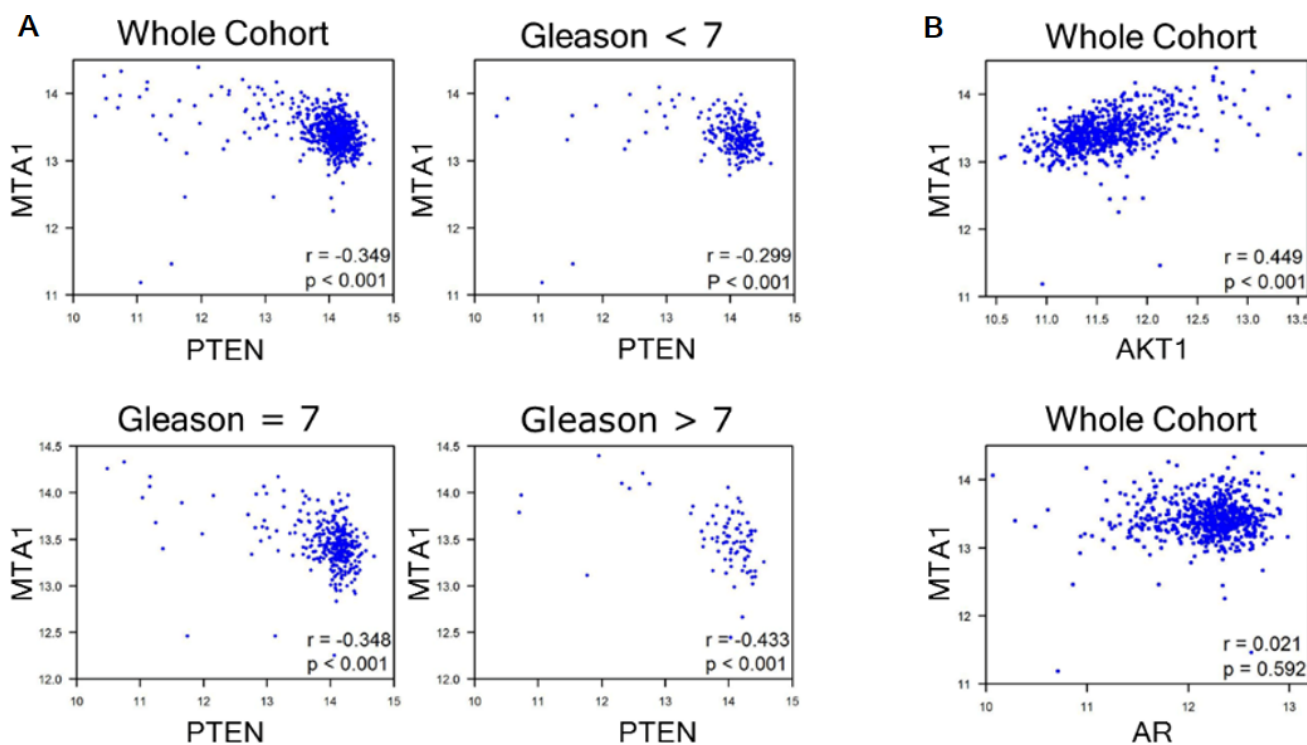 A
Whole Cohort
MTA1
14
13
12
11
r = -0.349
p < 0.001
10 11 12 13 14 15
PTEN
Gleason < 7
MTA1
14
13
12
11
r = -0.299
P < 0.001
10 11 12 13 14 15
PTEN
B
Whole Cohort
MTA1
14
13
12
11
r = 0.449
p < 0.001
10.5 11.0 11.5 12.0 12.5 13.0 13.5
AKT1
Gleason = 7
MTA1
14.5
14.0
13.5
13.0
12.5
12.0
r = -0.348
p < 0.001
10 11 12 13 14 15
PTEN
Gleason > 7
MTA1
14.5
14.0
13.5
13.0
12.5
12.0
r = -0.433
p < 0.001
10 11 12 13 14 15
PTEN
Whole Cohort
MTA1
14
13
12
11
r = 0.021
p = 0.592
10 11 12 13
AR